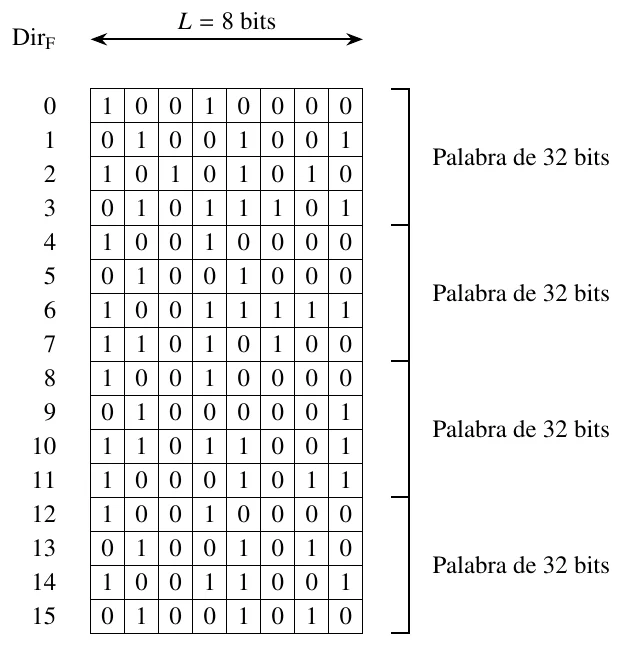 L = 8 bits
Dir_F
0 1 0 0 1 0 0 0 0
1 0 1 0 0 1 0 0 1
Palabra de 32 bits
2 1 0 1 0 1 0 1 0
3 0 1 0 1 1 1 0 1
4 1 0 0 1 0 0 0 0
5 0 1 0 0 1 0 0 0
Palabra de 32 bits
6 1 0 0 1 1 1 1 1
7 1 1 0 1 0 1 0 0
8 1 0 0 1 0 0 0 0
9 0 1 0 0 0 0 0 1
Palabra de 32 bits
10 1 1 0 1 1 0 0 1
11 1 0 0 0 1 0 1 1
12 1 0 0 1 0 0 0 0
13 0 1 0 0 1 0 1 0
Palabra de 32 bits
14 1 0 0 1 1 0 0 1
15 0 1 0 0 1 0 1 0